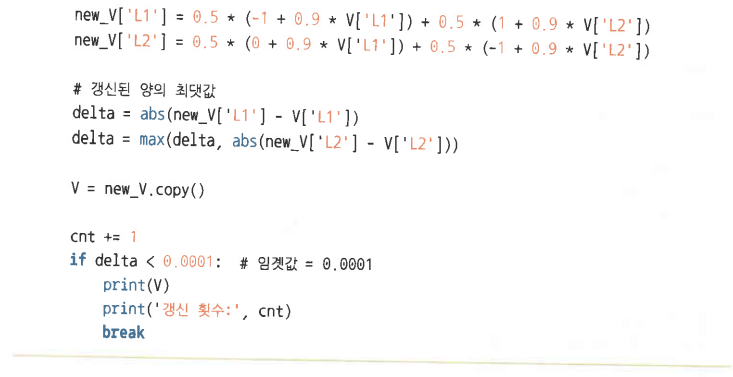 new_V['L1'] = 0.5 * (-1 + 0.9 * V['L1']) + 0.5 * (1 + 0.9 * V['L2'])
new_V['L2'] = 0.5 * (0 + 0.9 * V['L1']) + 0.5 * (-1 + 0.9 * V['L2'])
# 갱신된 양의 최댓값
delta = abs(new_V['L1'] - V['L1'])
delta = max(delta, abs(new_V['L2'] - V['L2']))
V = new_V.copy()
cnt += 1
if delta < 0.0001:  # 임곗값 = 0.0001
    print(V)
    print('갱신 횟수:', cnt)
    break